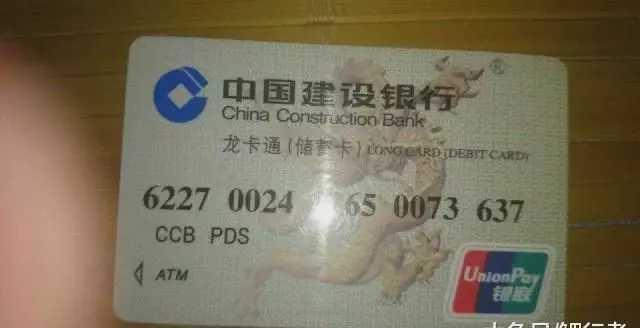 ®
中国建设银行
China Construction Bank
龙卡通(储蓄卡) LONG CARD (DEBIT CARD)
6227 0024 65 0073 637
CCB PDS
ATM
UnionPay
银联